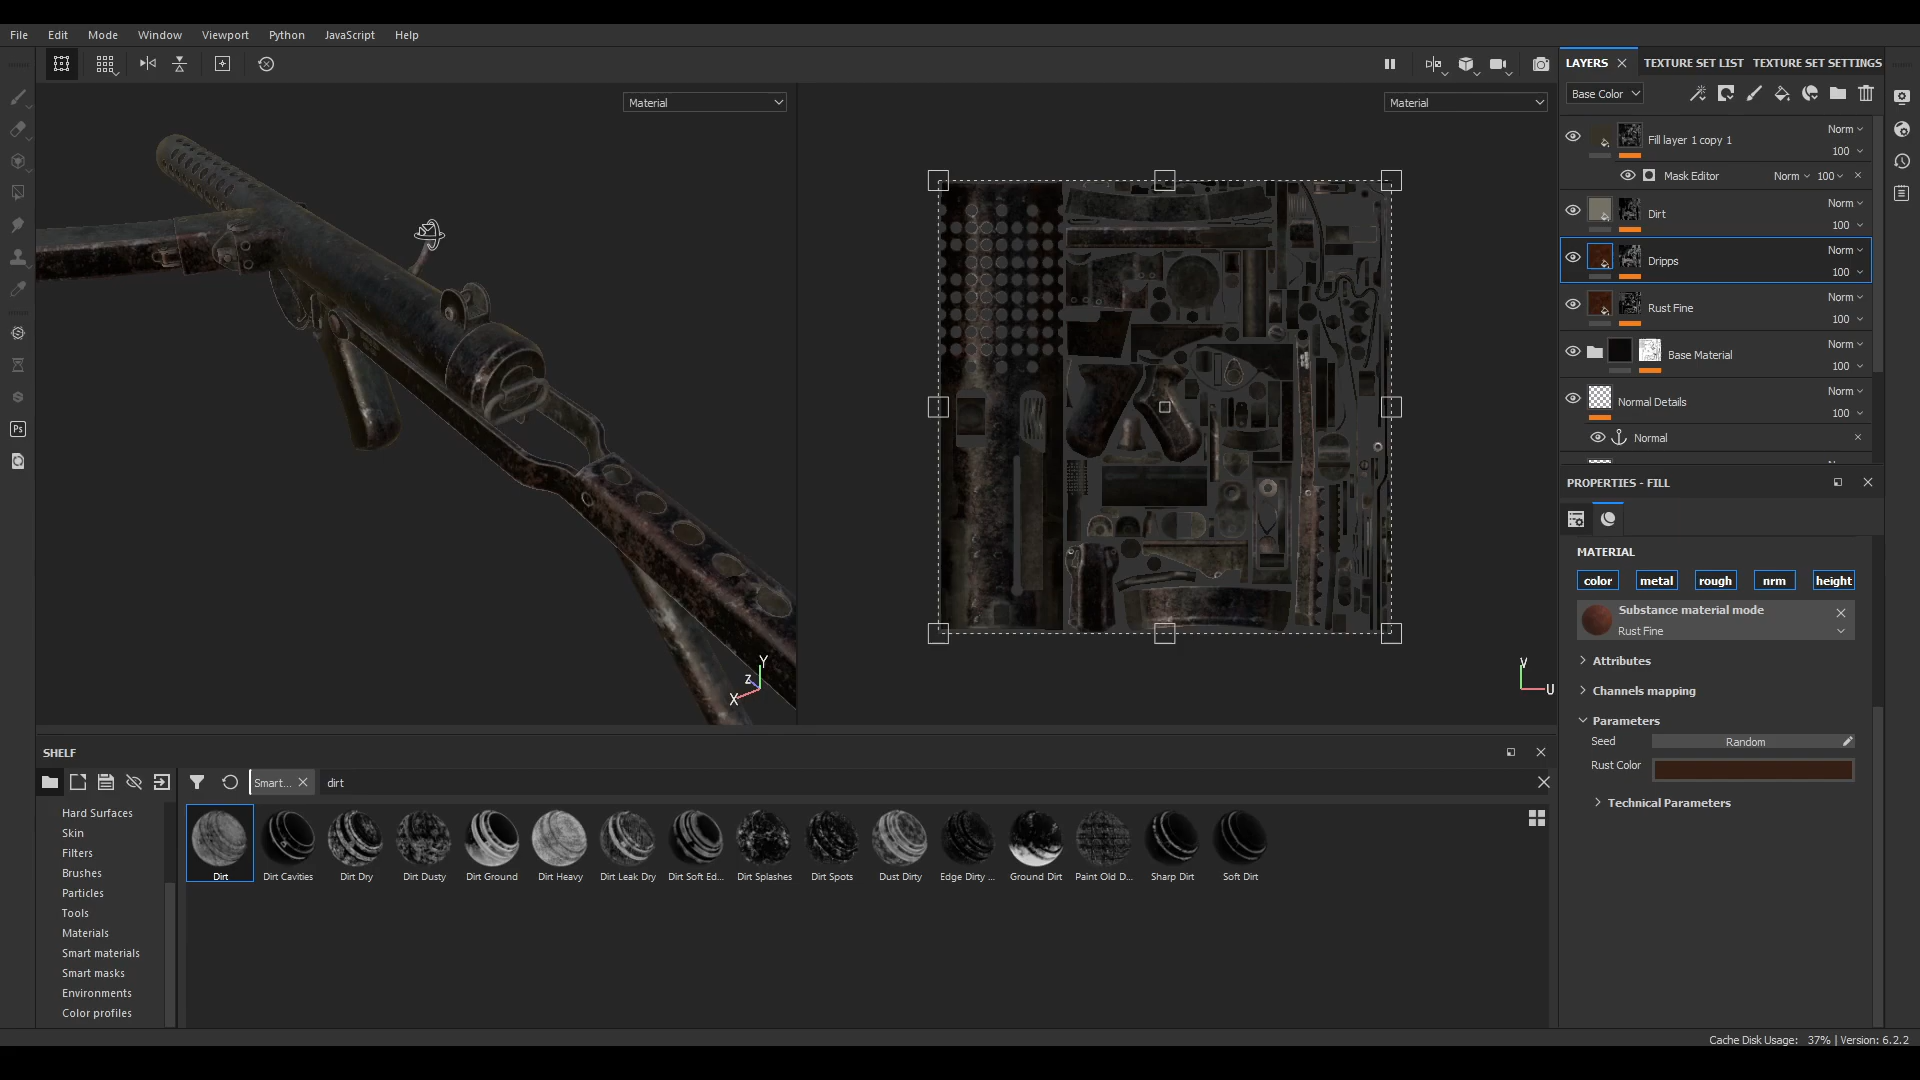 File Edit Mode Window Viewport Python JavaScript Help
Material
Material
Y
Z
X
V
U
LAYERS TEXTURE SET LIST TEXTURE SET SETTINGS
Base Color
Fill layer 1 copy 1 Norm 100
Mask Editor Norm 100
Dirt Norm 100
Dripps Norm 100
Rust Fine Norm 100
Base Material Norm 100
Normal Details Norm 100
Normal
PROPERTIES - FILL
MATERIAL
color metal rough nrm height
Substance material mode
Rust Fine
Attributes
Channels mapping
Parameters
Seed Random
Rust Color
Technical Parameters
Ps
SHELF
Smart... dirt
Hard Surfaces
Skin
Filters
Brushes
Particles
Tools
Materials
Smart materials
Smart masks
Environments
Color profiles
Dirt Dirt Cavities Dirt Dry Dirt Dusty Dirt Ground Dirt Heavy Dirt Leak Dry Dirt Soft Ed... Dirt Splashes Dirt Spots Dust Dirty Edge Dirty ... Ground Dirt Paint Old D... Sharp Dirt Soft Dirt
Cache Disk Usage: 37% | Version: 6.2.2